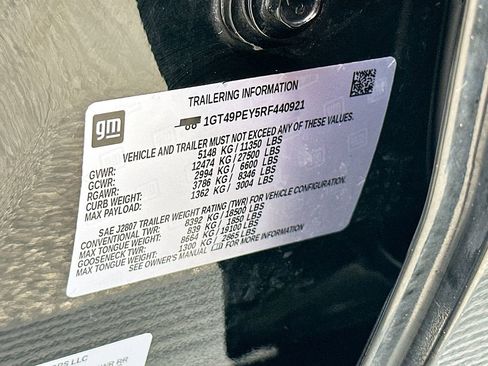 TRAILERING INFORMATION
gm
1GT49PEY5RF440921
VEHICLE AND TRAILER MUST NOT EXCEED ANY OF THESE VALUES.
GVWR: 5148 KG / 11350 LBS
GCWR: 12474 KG / 27500 LBS
RGAWR: 2994 KG / 6600 LBS
CURB WEIGHT: 3786 KG / 8346 LBS
MAX PAYLOAD: 1362 KG / 3004 LBS
SAE J2807 TRAILER WEIGHT RATING (TWR) FOR VEHICLE CONFIGURATION.
CONVENTIONAL TWR: 8392 KG / 18500 LBS
MAX TONGUE WEIGHT: 839 KG / 1850 LBS
GOOSENECK TWR: 8664 KG / 19100 LBS
MAX TONGUE WEIGHT: 1300 KG / 2865 LBS
SEE OWNER'S MANUAL FOR MORE INFORMATION
LLC
RR